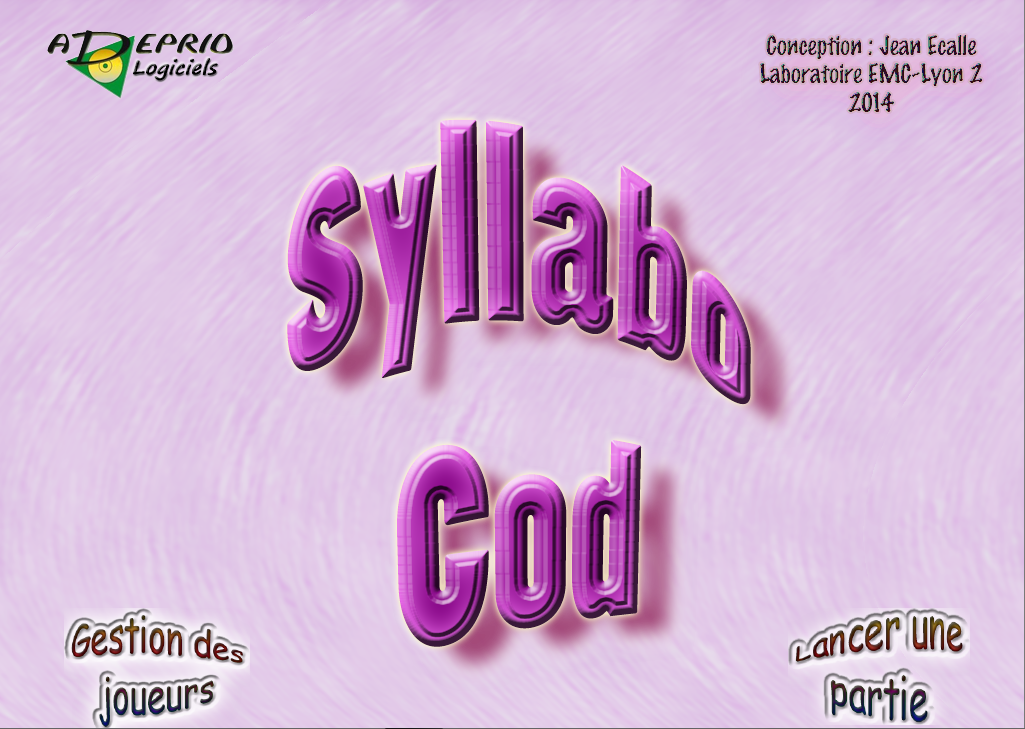 ADEPRIO
Logiciels
Conception : Jean Ecalle
Laboratoire EMC-Lyon 2
2014
Syllabo
Cod
Gestion des
joueurs
Lancer une
partie